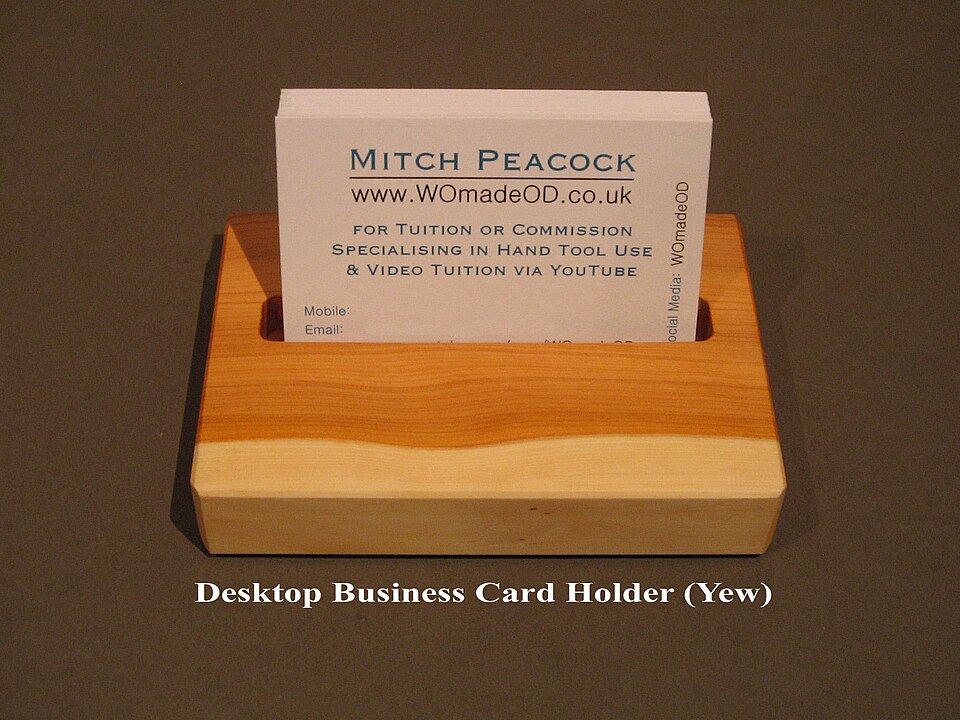 MITCH PEACOCK
www.WOmadeOD.co.uk
FOR TUITION OR COMMISSION
SPECIALISING IN HAND TOOL USE
& VIDEO TUITION VIA YOUTUBE
Mobile:
Email:
Media: WOmadeOD
Desktop Business Card Holder (Yew)